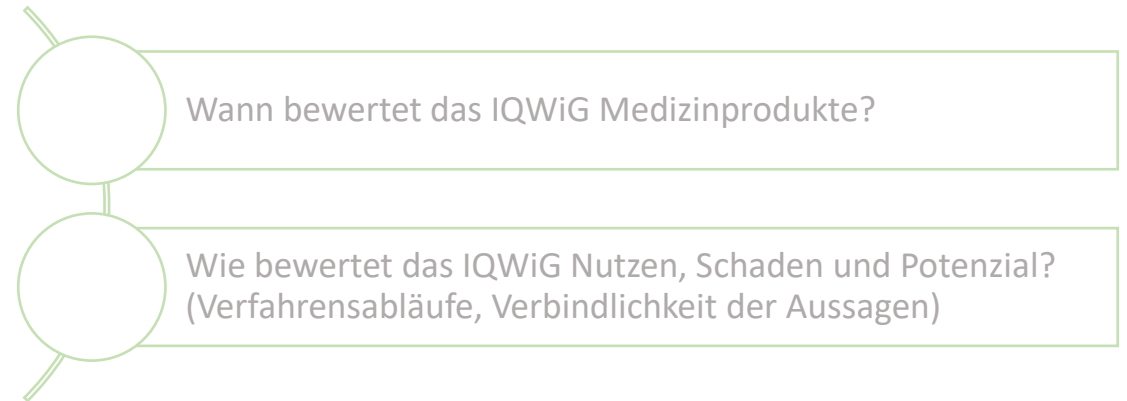 Wann bewertet das IQWiG Medizinprodukte?
Wie bewertet das IQWiG Nutzen, Schaden und Potenzial?
(Verfahrensabläufe, Verbindlichkeit der Aussagen)